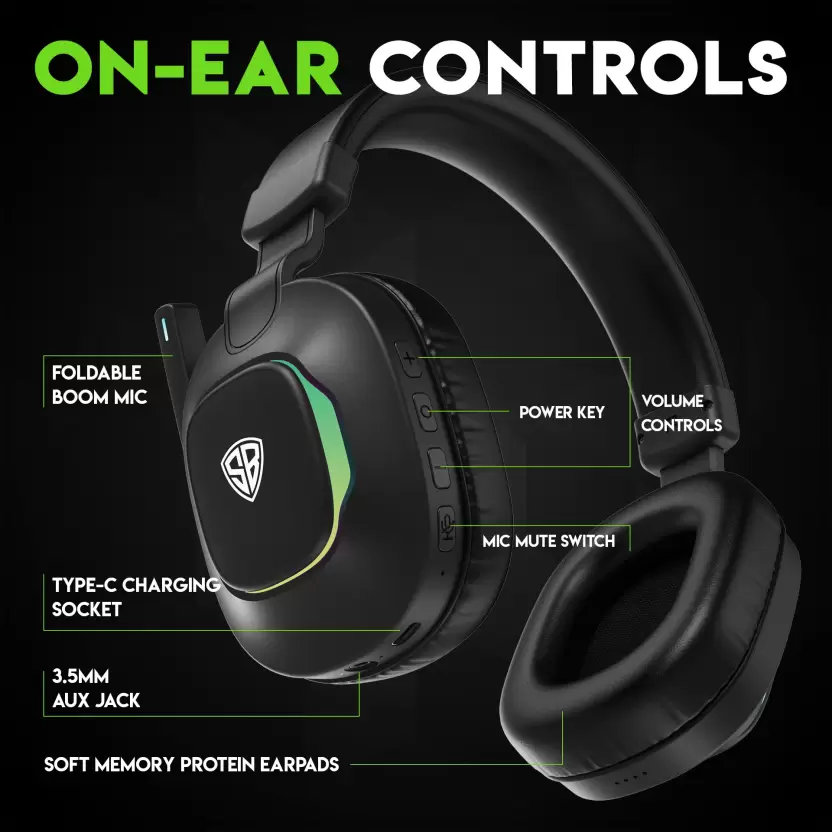 ON-EAR CONTROLS
FOLDABLE
BOOM MIC
SB
POWER KEY
VOLUME
CONTROLS
MIC MUTE SWITCH
TYPE-C CHARGING
SOCKET
3.5MM
AUX JACK
SOFT MEMORY PROTEIN EARPADS